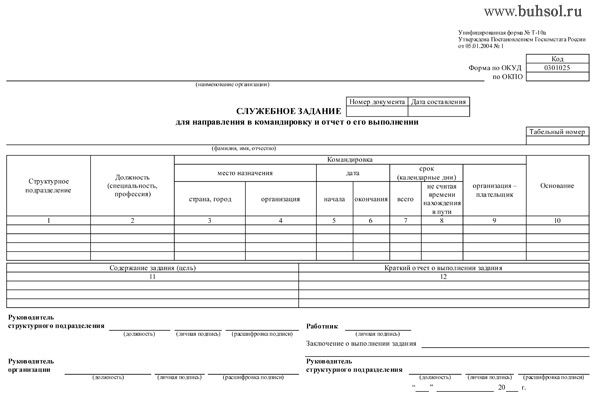 www.buhsol.ru
Унифицированная форма № Т-10а
Утверждена Постановлением Госкомстата России
от 05.01.2004 № 1
Код
Форма по ОКУД 0301025
по ОКПО
(наименование организации)
Номер документа Дата составления
СЛУЖЕБНОЕ ЗАДАНИЕ
для направления в командировку и отчет о его выполнении
Табельный номер
(фамилия, имя, отчество)
Структурное подразделение
Должность (специальность, профессия)
Командировка
место назначения
дата
срок (календарные дни)
организация – плательщик
Основание
страна, город
организация
начала
окончания
всего
не считая времени нахождения в пути
1 2 3 4 5 6 7 8 9 10
Содержание задания (цель) Краткий отчет о выполнении задания
11 12
Руководитель
структурного подразделения
(должность) (личная подпись) (расшифровка подписи)
Работник
(личная подпись)
Заключение о выполнении задания
Руководитель
организации
(должность) (личная подпись) (расшифровка подписи)
Руководитель
структурного подразделения
(должность) (личная подпись) (расшифровка подписи)
“ ” 20 г.